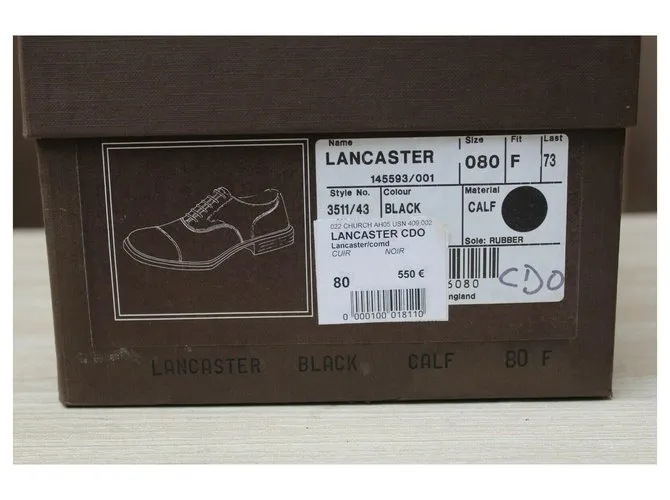 Name Size Fit Last
LANCASTER 080 F 73
145593/001
Style No. Colour Material
3511/43 BLACK CALF
022 CHURCH AH05 USN 409.002
LANCASTER CDO
Lancaster/comd
CUIR NOIR
80 550 €
0 000100 018110
Sole: RUBBER
6080
ngland
CDO
LANCASTER BLACK CALF 80 F